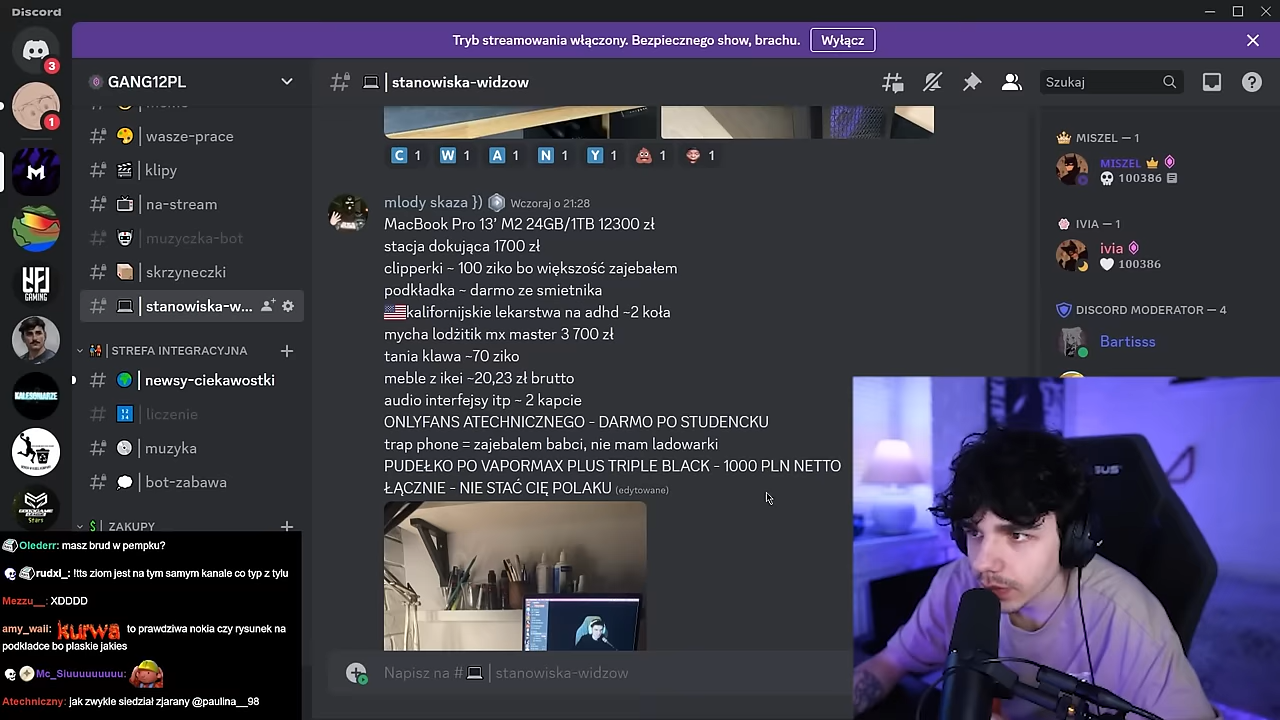 Discord
Tryb streamowania włączony. Bezpiecznego show, brachu.
Wyłącz
3
1
GAMING
KALESONIARZE
Stars
GANG12PL
wasze-prace
klipy
na-stream
muzyczka-bot
skrzyneczki
stanowiska-w...
STREFA INTEGRACYJNA
newsy-ciekawostki
liczenie
muzyka
bot-zabawa
ZAKUPY
stanowiska-widzow
Szukaj
C 1 W 1 A 1 N 1 Y 1 1 1
mlody skaza }) Wczoraj o 21:28
MacBook Pro 13' M2 24GB/1TB 12300 zł
stacja dokująca 1700 zł
clipperki ~ 100 ziko bo większość zajebałem
podkładka ~ darmo ze smietnika
kalifornijskie lekarstwa na adhd ~2 koła
mycha lodżitik mx master 3 700 zł
tania klawa ~70 ziko
meble z ikei ~20,23 zł brutto
audio interfejsy itp ~ 2 kapcie
ONLYFANS ATECHNICZNEGO - DARMO PO STUDENCKU
trap phone = zajebalem babci, nie mam ladowarki
PUDEŁKO PO VAPORMAX PLUS TRIPLE BLACK - 1000 PLN NETTO
ŁĄCZNIE - NIE STAĆ CIĘ POLAKU (edytowane)
Napisz na # | stanowiska-widzow
MISZEL — 1
MISZEL
100386
IVIA — 1
ivia
100386
DISCORD MODERATOR — 4
Bartisss
Olederr: masz brud w pempku?
rudxl_: !tts ziom jest na tym samym kanale co typ z tylu
Mezzu__: XDDDD
amy_wali: kurwa to prawdziwa nokia czy rysunek na
podkladce bo plaskie jakies
Mc_Siuuuuuuuu:
Atechniczny: jak zwykle siedział zjarany @paulina__98